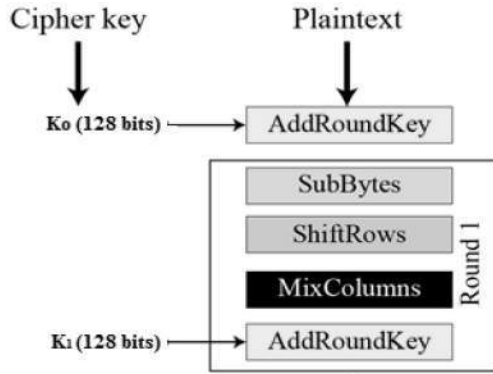 Cipher key
Plaintext
K0 (128 bits)
AddRoundKey
SubBytes
ShiftRows
MixColumns
K1 (128 bits)
AddRoundKey
Round 1